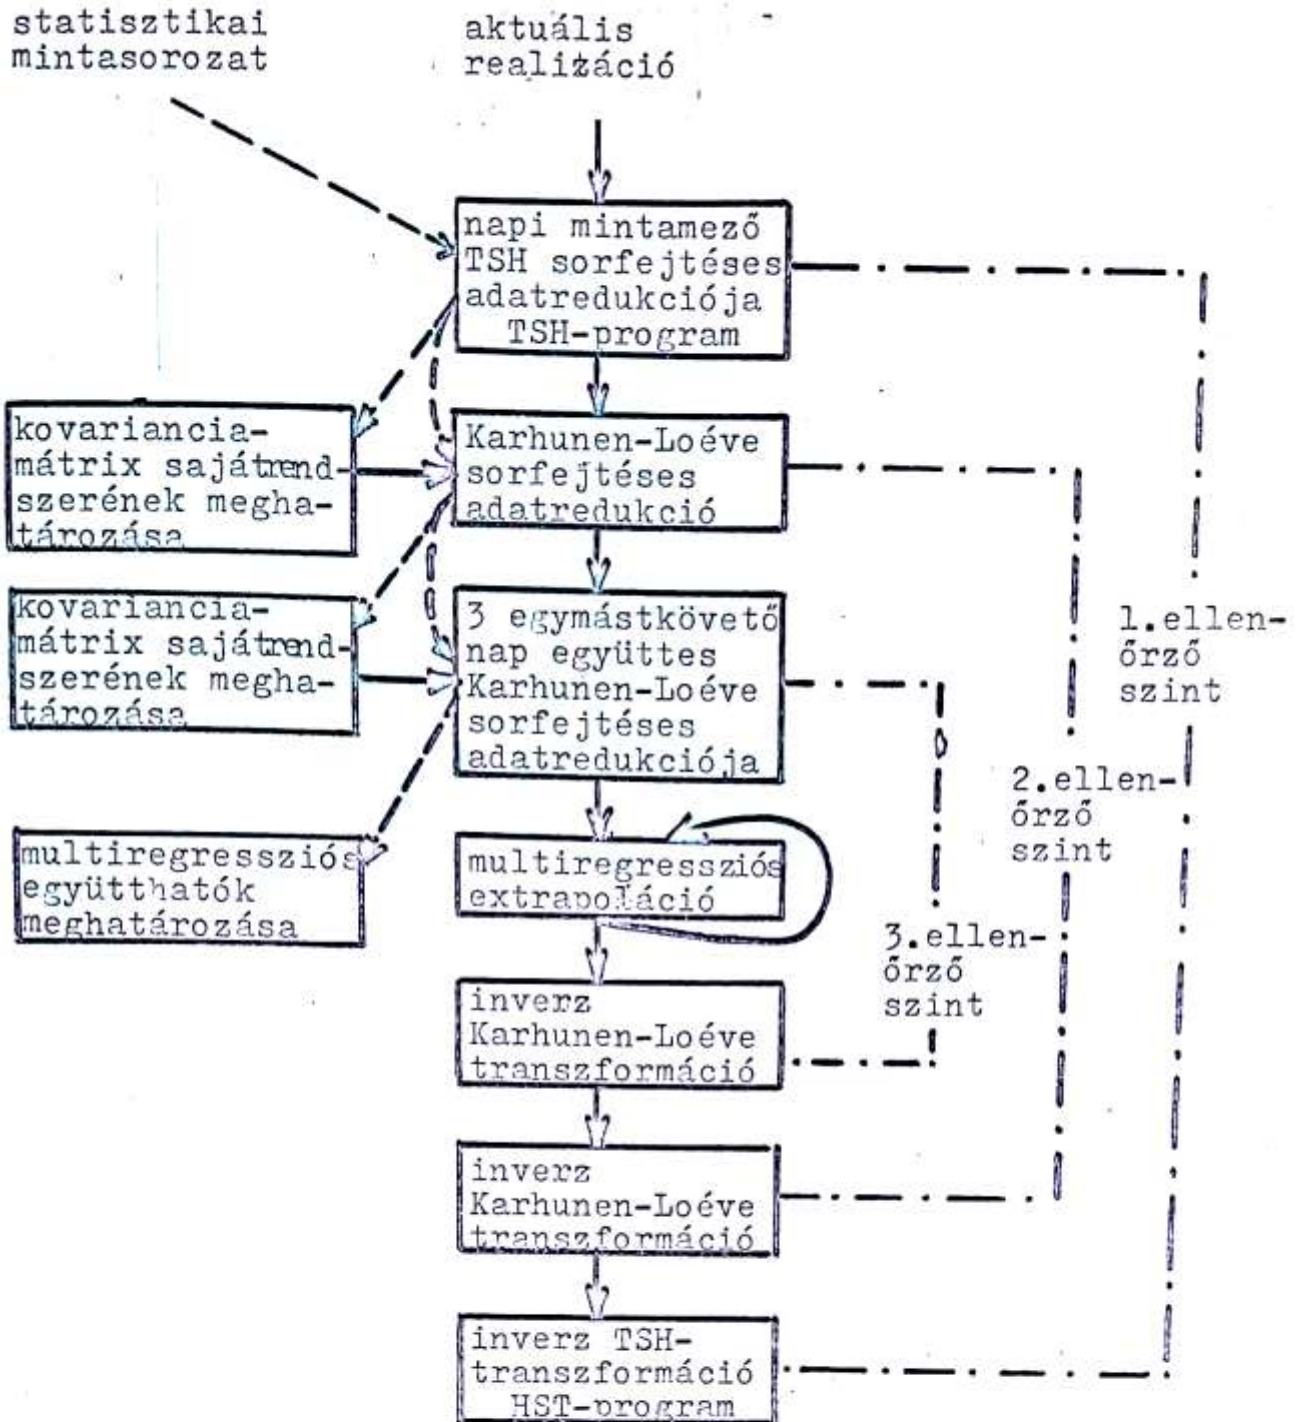 statisztikai
mintasorozat
aktuális
realizáció
napi mintamező
TSH sorfejtéses
adatredukciója
TSH-program
kovariancia-
mátrix sajátrend-
szerének megha-
tározása
Karhunen-Loéve
sorfejtéses
adatredukció
kovariancia-
mátrix sajátrend-
szerének megha-
tározása
3 egymástkövető
nap együttes
Karhunen-Loéve
sorfejtéses
adatredukciója
1.ellen-
őrző
szint
2.ellen-
őrző
szint
multiregressziós
együtthatók
meghatározása
multiregressziós
extrapoláció
3.ellen-
őrző
szint
inverz
Karhunen-Loéve
transzformáció
inverz
Karhunen-Loéve
transzformáció
inverz TSH-
transzformáció
HST-program